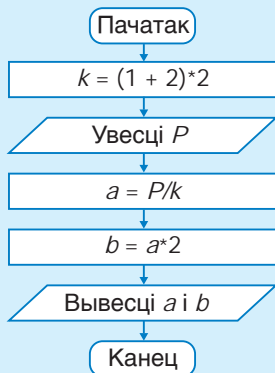 Пачатак
k = (1 + 2)*2
Увесці P
a = P/k
b = a*2
Вывесці a і b
Канец